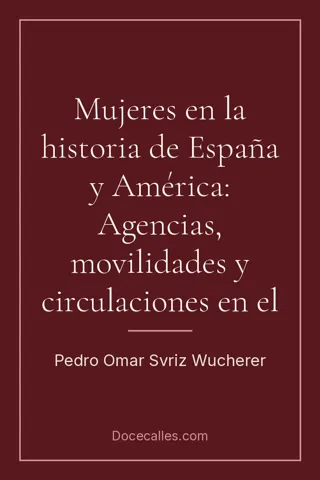 Mujeres en la
historia de España
y América:
Agencias,
movilidades y
circulaciones en el
Pedro Omar Svriz Wucherer
Docecalles.com